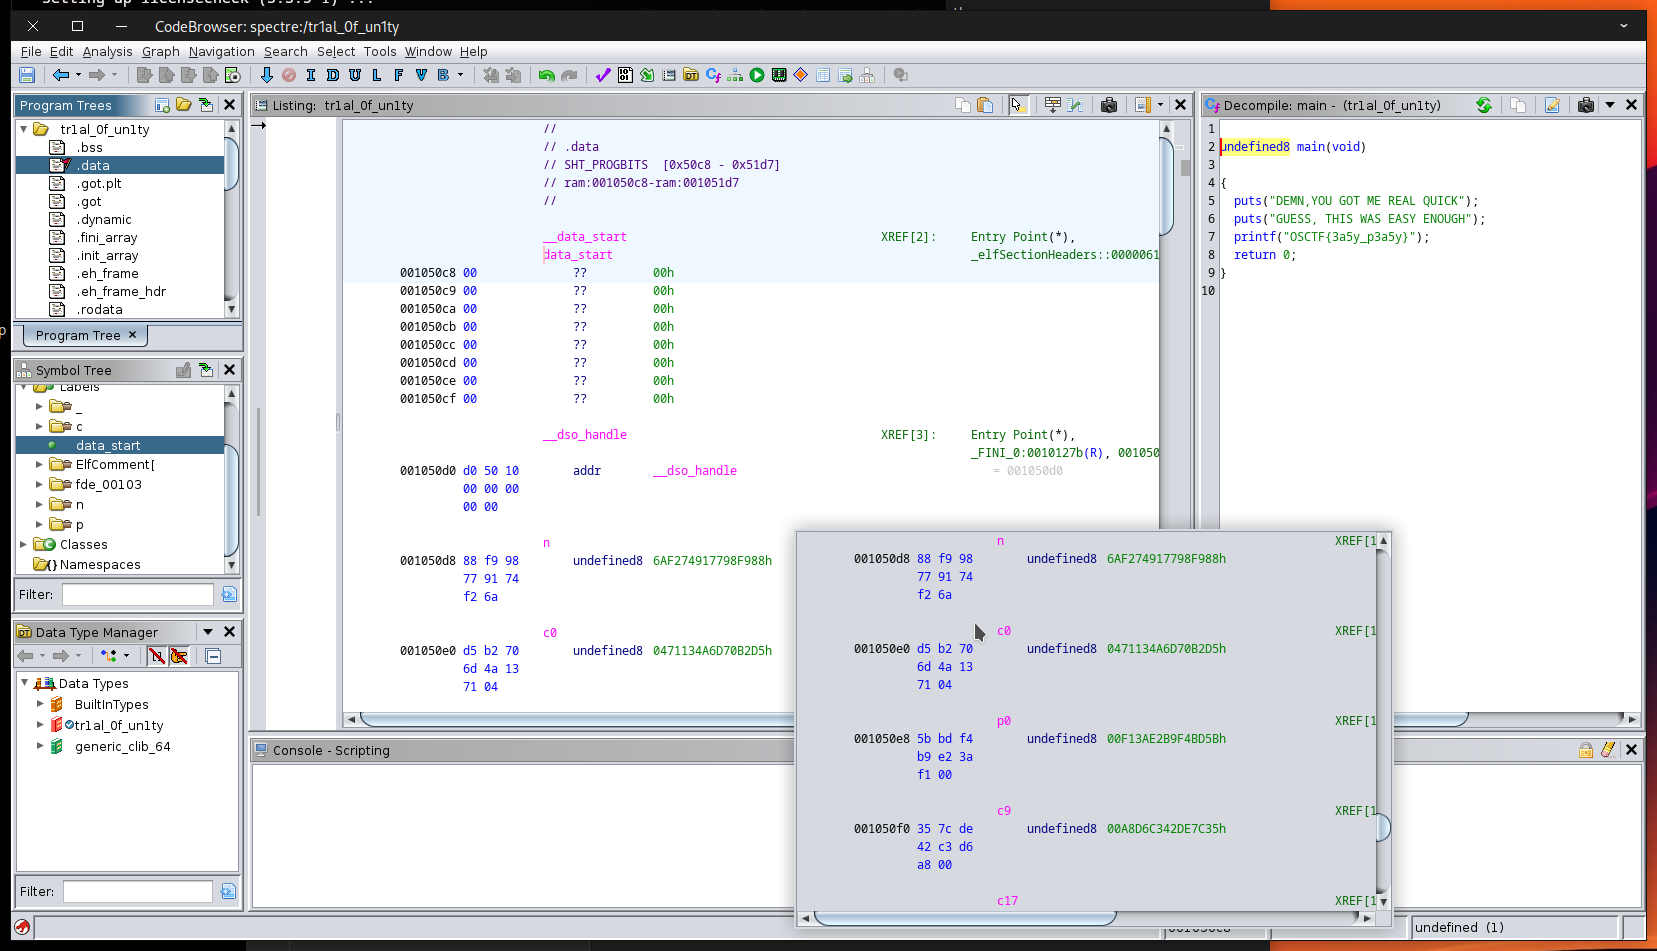 CodeBrowser: spectre:/tr1al_0f_un1ty
File Edit Analysis Graph Navigation Search Select Tools Window Help
I D U L F V B
Program Trees
tr1al_0f_un1ty
.bss
.data
.got.plt
.got
.dynamic
.fini_array
.init_array
.eh_frame
.eh_frame_hdr
.rodata
Program Tree ×
Symbol Tree
Labels
_
c
data_start
ElfComment[
fde_00103
n
p
Classes
Namespaces
Filter:
Data Type Manager
Data Types
BuiltInTypes
tr1al_0f_un1ty
generic_clib_64
Filter:
Listing: tr1al_0f_un1ty
//
// .data
// SHT_PROGBITS [0x50c8 - 0x51d7]
// ram:001050c8-ram:001051d7
//
__data_start XREF[2]: Entry Point(*),
data_start _elfSectionHeaders::0000061
001050c8 00 ?? 00h
001050c9 00 ?? 00h
001050ca 00 ?? 00h
001050cb 00 ?? 00h
001050cc 00 ?? 00h
001050cd 00 ?? 00h
001050ce 00 ?? 00h
001050cf 00 ?? 00h
__dso_handle XREF[3]: Entry Point(*),
_FINI_0:0010127b(R), 001050
001050d0 d0 50 10 addr __dso_handle = 001050d0
00 00 00
00 00
n
001050d8 88 f9 98 undefined8 6AF274917798F988h
77 91 74
f2 6a
c0
001050e0 d5 b2 70 undefined8 0471134A6D70B2D5h
6d 4a 13
71 04
n XREF[1
001050d8 88 f9 98 undefined8 6AF274917798F988h
77 91 74
f2 6a
c0 XREF[1
001050e0 d5 b2 70 undefined8 0471134A6D70B2D5h
6d 4a 13
71 04
p0 XREF[1
001050e8 5b bd f4 undefined8 00F13AE2B9F4BD5Bh
b9 e2 3a
f1 00
c9 XREF[1
001050f0 35 7c de undefined8 00A8D6C342DE7C35h
42 c3 d6
a8 00
c17 XREF[1
Decompile: main - (tr1al_0f_un1ty)
1
2 undefined8 main(void)
3
4 {
5 puts("DEMN,YOU GOT ME REAL QUICK");
6 puts("GUESS, THIS WAS EASY ENOUGH");
7 printf("OSCTF{3a5y_p3a5y}");
8 return 0;
9 }
10
Console - Scripting
undefined (1)